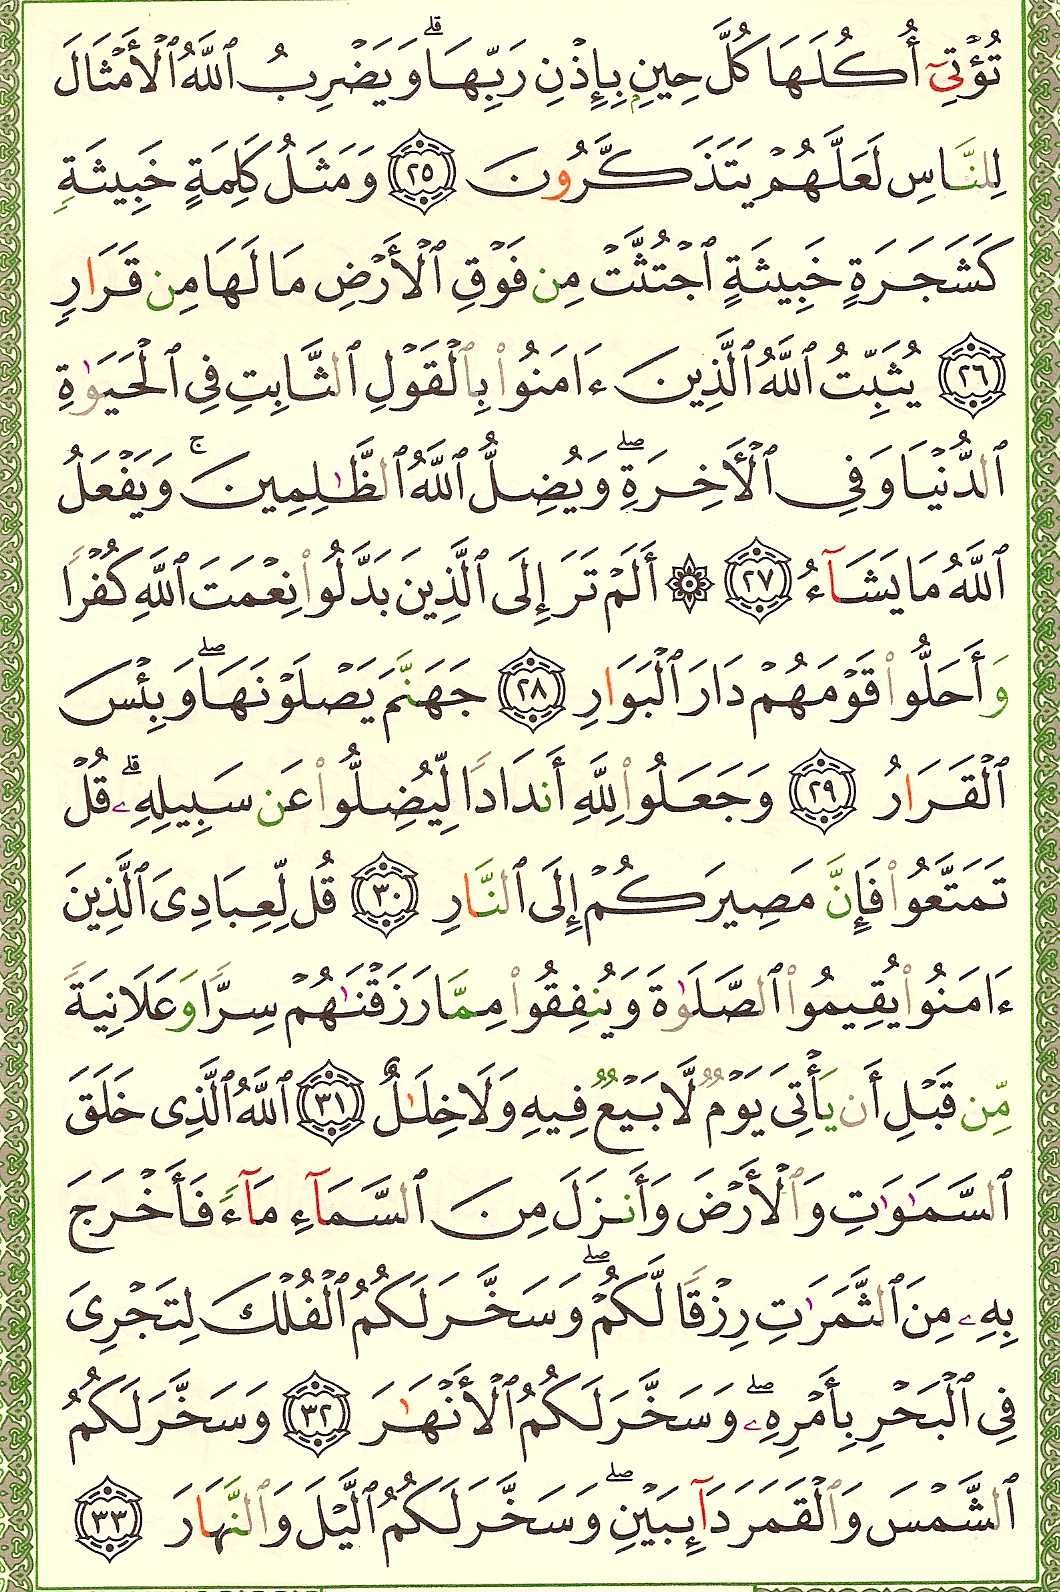 تُؤْتِىٓ أُكُلَهَا كُلَّ حِينٍۭ بِإِذْنِ رَبِّهَاۗ وَيَضْرِبُ ٱللَّهُ ٱلْأَمْثَالَ
لِلنَّاسِ لَعَلَّهُمْ يَتَذَكَّرُونَ ٢٥ وَمَثَلُ كَلِمَةٍ خَبِيثَةٍ
كَشَجَرَةٍ خَبِيثَةٍ ٱجْتُثَّتْ مِن فَوْقِ ٱلْأَرْضِ مَا لَهَا مِن قَرَارٍ
٢٦ يُثَبِّتُ ٱللَّهُ ٱلَّذِينَ ءَامَنُوا۟ بِٱلْقَوْلِ ٱلثَّابِتِ فِى ٱلْحَيَوٰةِ
ٱلدُّنْيَا وَفِى ٱلْأَخِرَةِۖ وَيُضِلُّ ٱللَّهُ ٱلظَّٰلِمِينَۚ وَيَفْعَلُ
ٱللَّهُ مَا يَشَآءُ ٢٧ ۞ أَلَمْ تَرَ إِلَى ٱلَّذِينَ بَدَّلُوا۟ نِعْمَتَ ٱللَّهِ كُفْرًا
وَأَحَلُّوا۟ قَوْمَهُمْ دَارَ ٱلْبَوَارِ ٢٨ جَهَنَّمَ يَصْلَوْنَهَاۖ وَبِئْسَ
ٱلْقَرَارُ ٢٩ وَجَعَلُوا۟ لِلَّهِ أَندَادًا لِّيُضِلُّوا۟ عَن سَبِيلِهِۦۗ قُلْ
تَمَتَّعُوا۟ فَإِنَّ مَصِيرَكُمْ إِلَى ٱلنَّارِ ٣٠ قُل لِّعِبَادِىَ ٱلَّذِينَ
ءَامَنُوا۟ يُقِيمُوا۟ ٱلصَّلَوٰةَ وَيُنفِقُوا۟ مِمَّا رَزَقْنَٰهُمْ سِرًّا وَعَلَانِيَةً
مِّن قَبْلِ أَن يَأْتِىَ يَوْمٌ لَّا بَيْعٌ فِيهِ وَلَا خِلَٰلٌ ٣١ ٱللَّهُ ٱلَّذِى خَلَقَ
ٱلسَّمَٰوَٰتِ وَٱلْأَرْضَ وَأَنزَلَ مِنَ ٱلسَّمَآءِ مَآءً فَأَخْرَجَ
بِهِۦ مِنَ ٱلثَّمَرَٰتِ رِزْقًا لَّكُمْۖ وَسَخَّرَ لَكُمُ ٱلْفُلْكَ لِتَجْرِىَ
فِى ٱلْبَحْرِ بِأَمْرِهِۦۖ وَسَخَّرَ لَكُمُ ٱلْأَنْهَٰرَ ٣٢ وَسَخَّرَ لَكُمُ
ٱلشَّمْسَ وَٱلْقَمَرَ دَآئِبَيْنِۖ وَسَخَّرَ لَكُمُ ٱلَّيْلَ وَٱلنَّهَارَ ٣٣